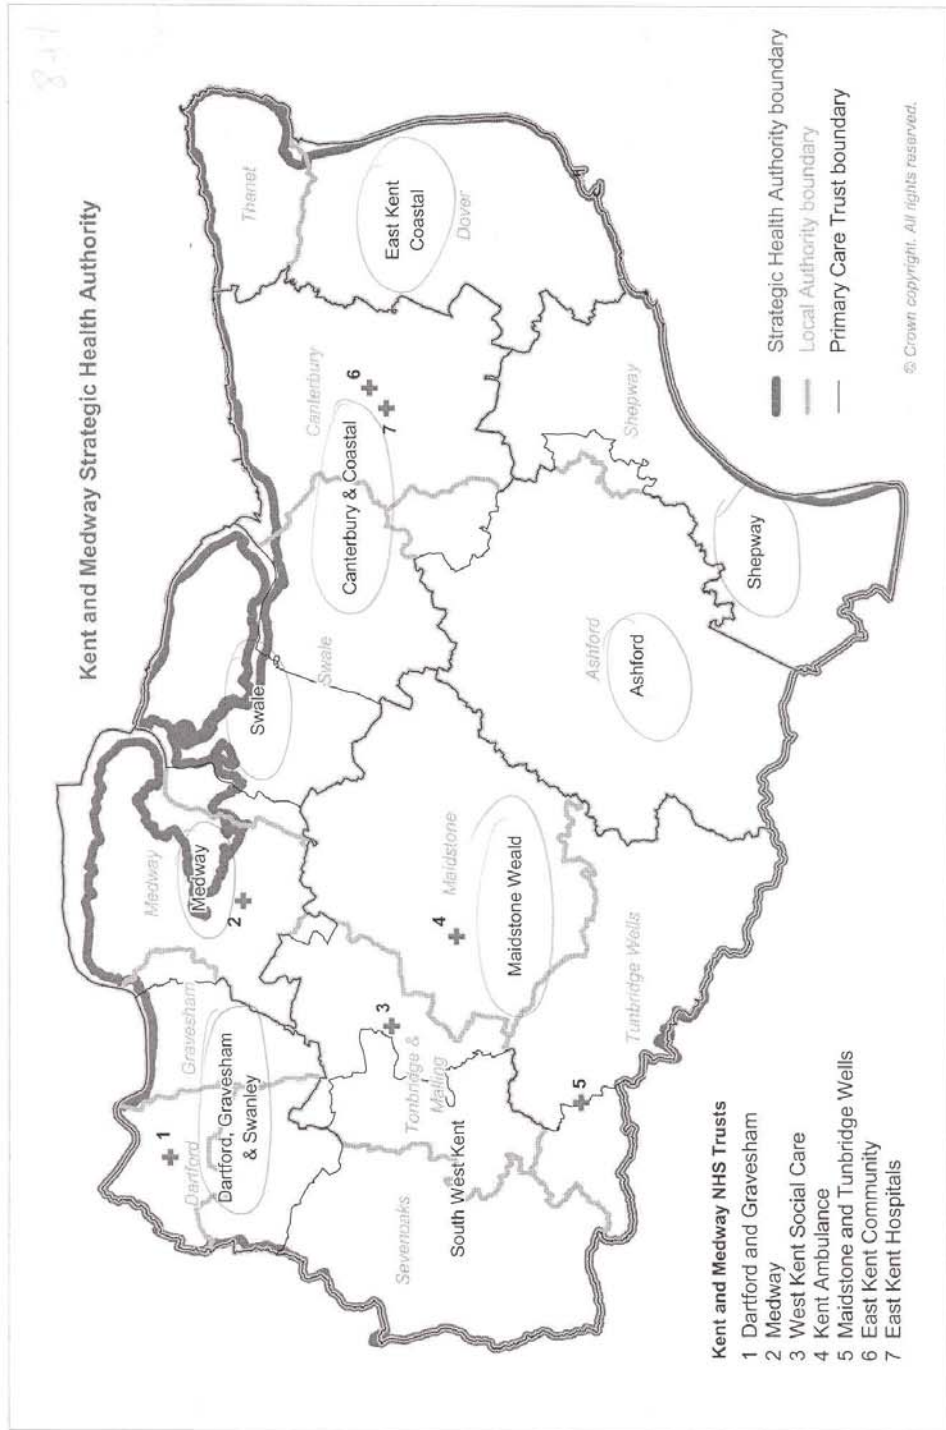 Kent and Medway Strategic Health Authority
Thanet
East Kent
Coastal
Dover
Canterbury
6
7
Canterbury & Coastal
Shepway
Shepway
Swale
Swale
Ashford
Ashford
Medway
Medway
2
Maidstone
4
Maidstone Weald
Tunbridge Wells
Gravesham
Dartford, Gravesham
& Swanley
Dartford
1
3
Tonbridge &
Malling
5
Sevenoaks
South West Kent
Kent and Medway NHS Trusts
1 Dartford and Gravesham
2 Medway
3 West Kent Social Care
4 Kent Ambulance
5 Maidstone and Tunbridge Wells
6 East Kent Community
7 East Kent Hospitals
Strategic Health Authority boundary
Local Authority boundary
Primary Care Trust boundary
© Crown copyright. All rights reserved.